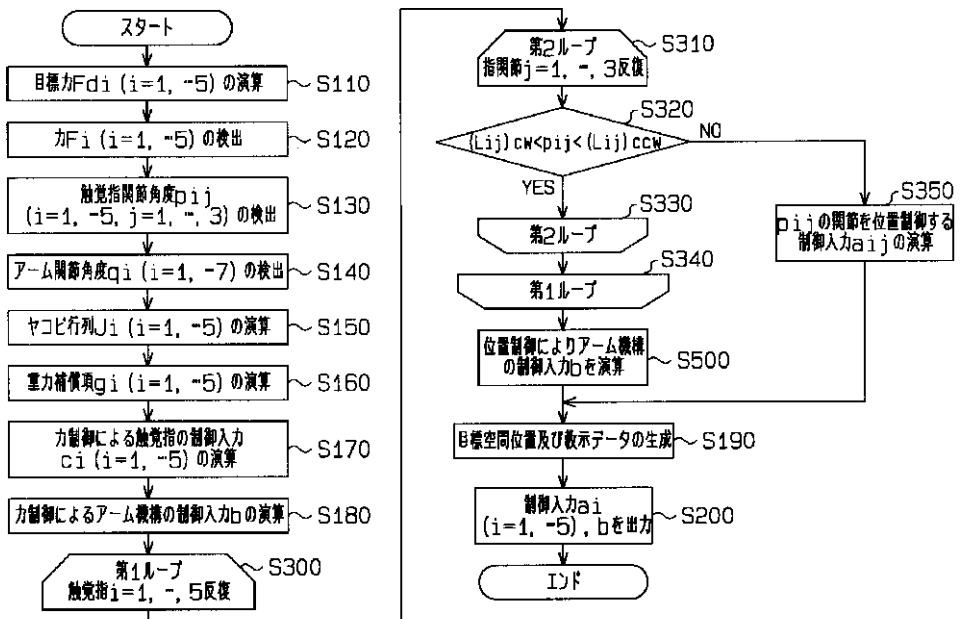 スタート
目標力Fdi (i=1, -5) の演算
S110
力Fi (i=1, -5) の検出
S120
触覚指関節角度pij
(i=1, -5, j=1, -, 3) の検出
S130
アーム関節角度qi (i=1, -7) の検出
S140
ヤコビ行列Ji (i=1, -5) の演算
S150
重力補償項gi (i=1, -5) の演算
S160
力制御による触覚指の制御入力
ci (i=1, -5) の演算
S170
力制御によるアーム機構の制御入力bの演算
S180
第1ループ
触覚指i=1, -, 5反復
S300
第2ループ
指関節j=1, -, 3反復
S310
S320
(Lij) cw<pij< (Lij) ccw
NO
YES
S330
第2ループ
S340
第1ループ
S350
pijの関節を位置制御する
制御入力aijの演算
位置制御によりアーム機構
の制御入力bを演算
S500
目標空間位置及び教示データの生成
S190
制御入力ai
(i=1, -5), bを出力
S200
エンド